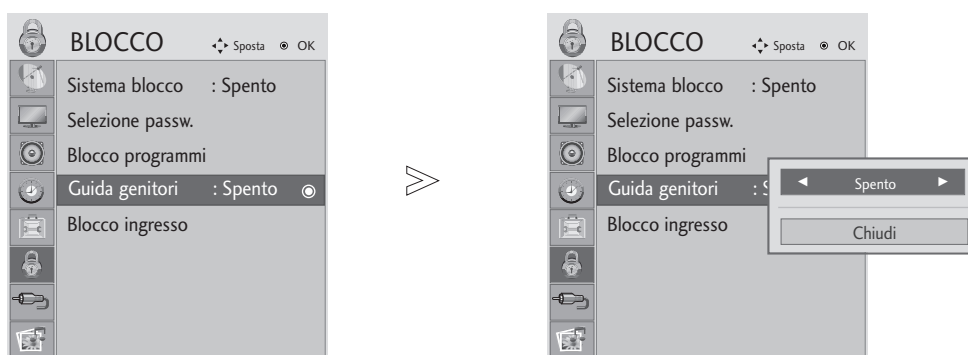 BLOCCO Sposta OK
Sistema blocco : Spento
Selezione passw.
Blocco programmi
Guida genitori : Spento
Blocco ingresso
BLOCCO Sposta OK
Sistema blocco : Spento
Selezione passw.
Blocco programmi
Guida genitori : S
Blocco ingresso
Spento
Chiudi